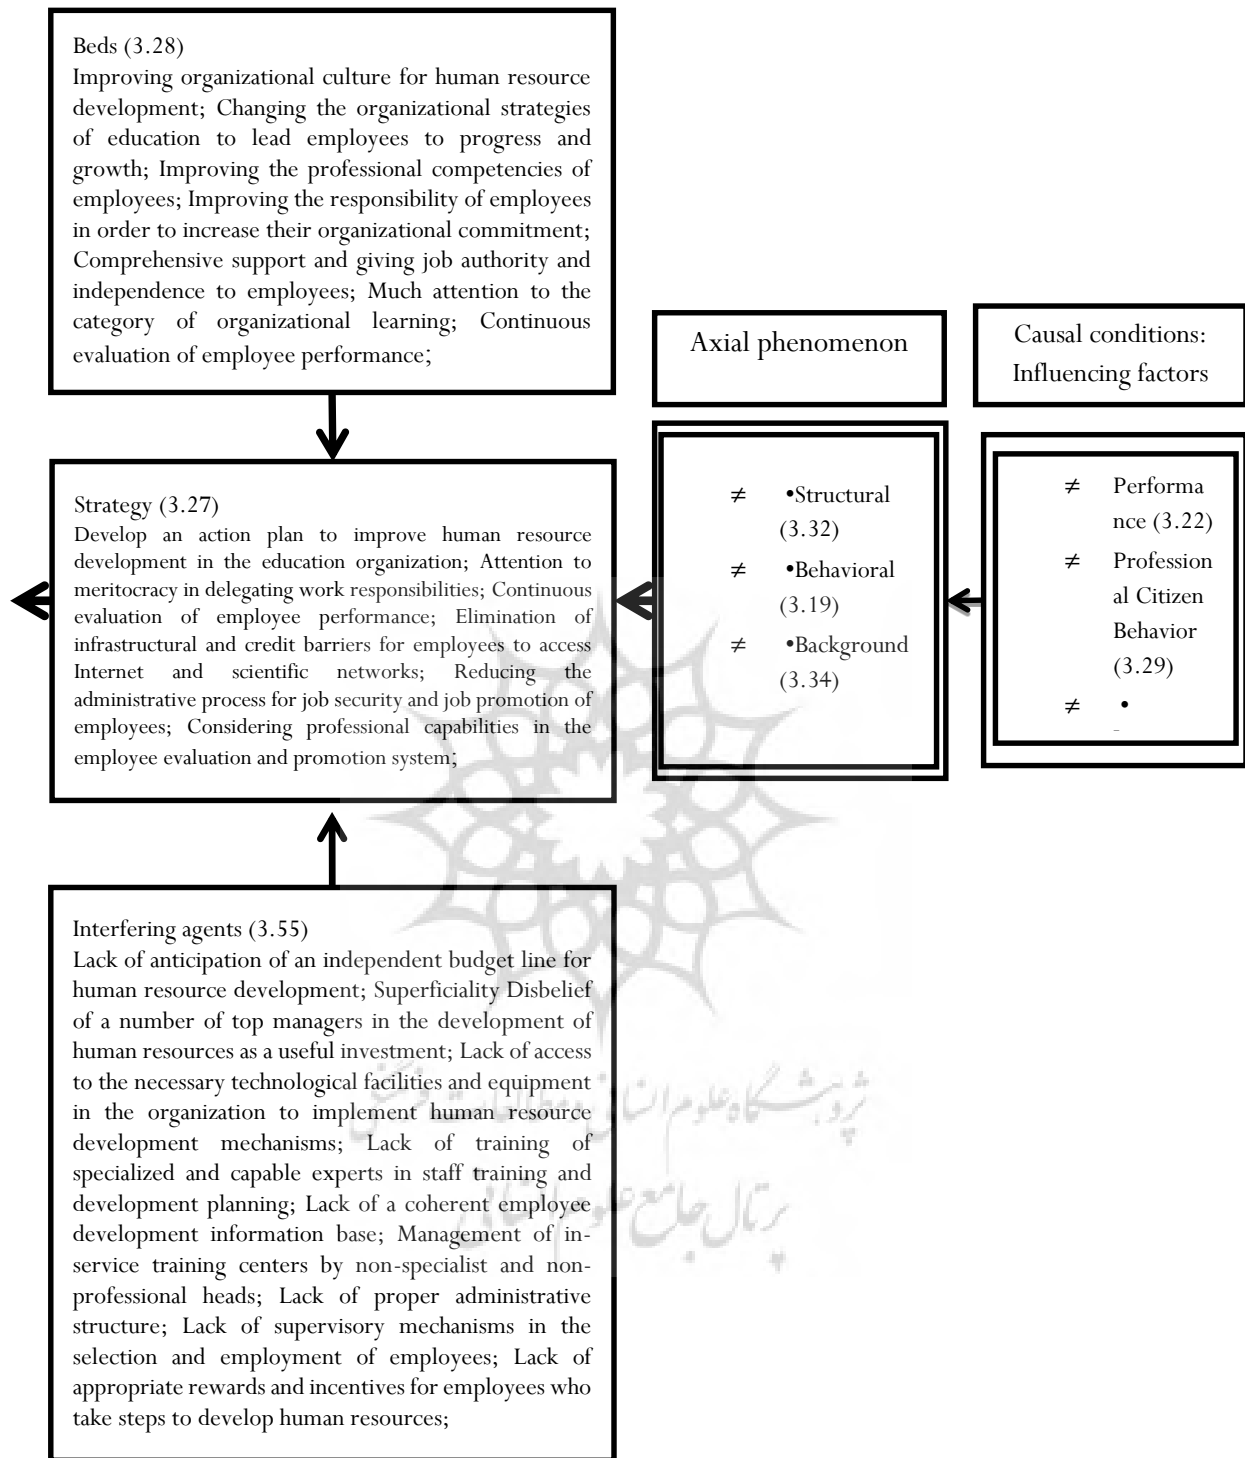 Beds (3.28)
Improving organizational culture for human resource
development; Changing the organizational strategies
of education to lead employees to progress and
growth; Improving the professional competencies of
employees; Improving the responsibility of employees
in order to increase their organizational commitment;
Comprehensive support and giving job authority and
independence to employees; Much attention to the
category of organizational learning; Continuous
evaluation of employee performance;
Axial phenomenon
Causal conditions:
Influencing factors
Strategy (3.27)
Develop an action plan to improve human resource
development in the education organization; Attention to
meritocracy in delegating work responsibilities; Continuous
evaluation of employee performance; Elimination of
infrastructural and credit barriers for employees to access
Internet and scientific networks; Reducing the
administrative process for job security and job promotion of
employees; Considering professional capabilities in the
employee evaluation and promotion system;
≠ •Structural
(3.32)
≠ •Behavioral
(3.19)
≠ •Background
(3.34)
≠ Performa
nce (3.22)
≠ Profession
al Citizen
Behavior
(3.29)
≠ •
Interfering agents (3.55)
Lack of anticipation of an independent budget line for
human resource development; Superficiality Disbelief
of a number of top managers in the development of
human resources as a useful investment; Lack of access
to the necessary technological facilities and equipment
in the organization to implement human resource
development mechanisms; Lack of training of
specialized and capable experts in staff training and
development planning; Lack of a coherent employee
development information base; Management of in-
service training centers by non-specialist and non-
professional heads; Lack of proper administrative
structure; Lack of supervisory mechanisms in the
selection and employment of employees; Lack of
appropriate rewards and incentives for employees who
take steps to develop human resources;
پژوهشگاه علوم انسانی و مطالعات فرهنگی
پرتال جامع علوم انسانی